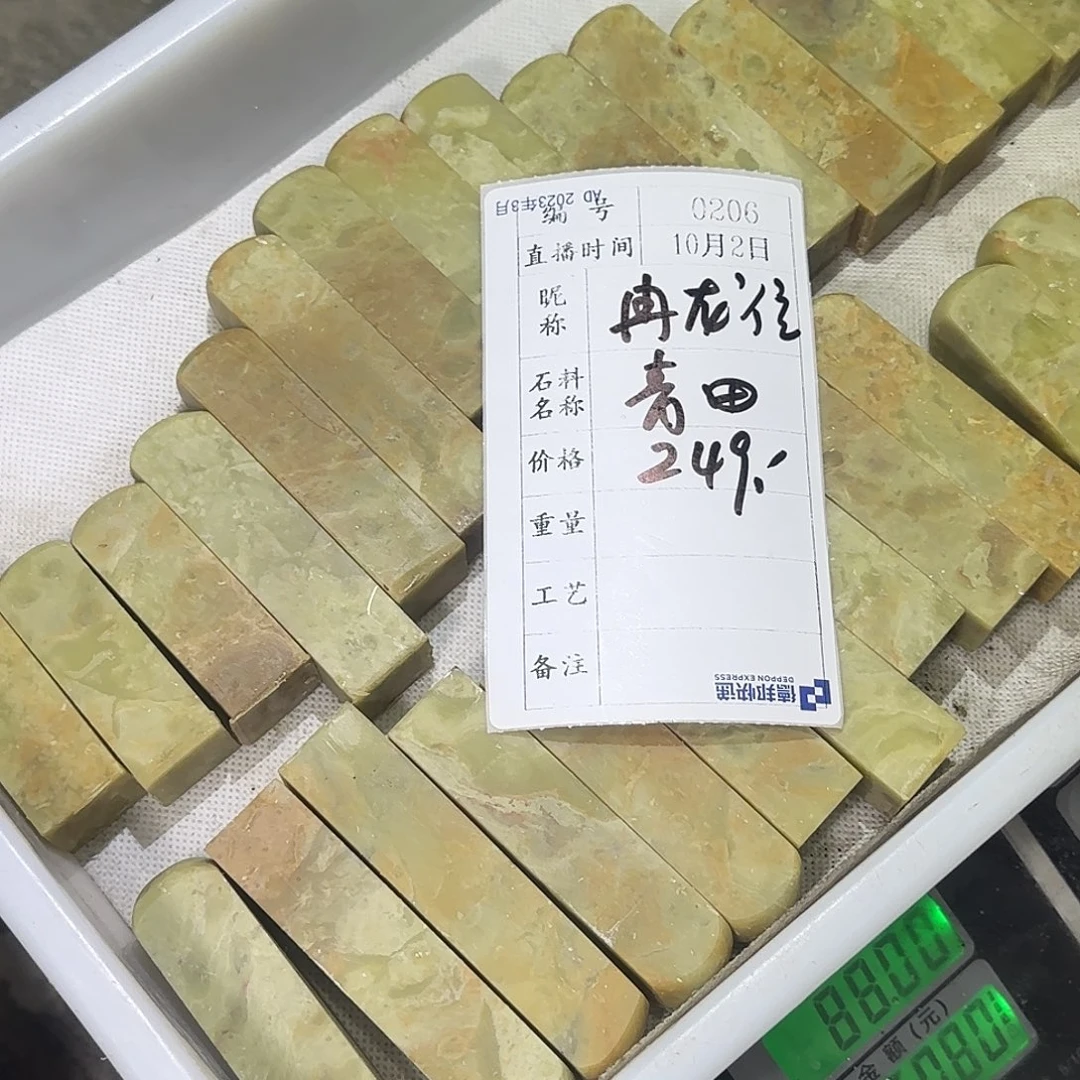 AD 2023年8月
编号 0206
直播时间 10月2日
昵称 冉龙信
石料名称 青田
价格 249.
重量
工艺
备注
德邦快递
DEPPON EXPRESS
8800
金额(元)